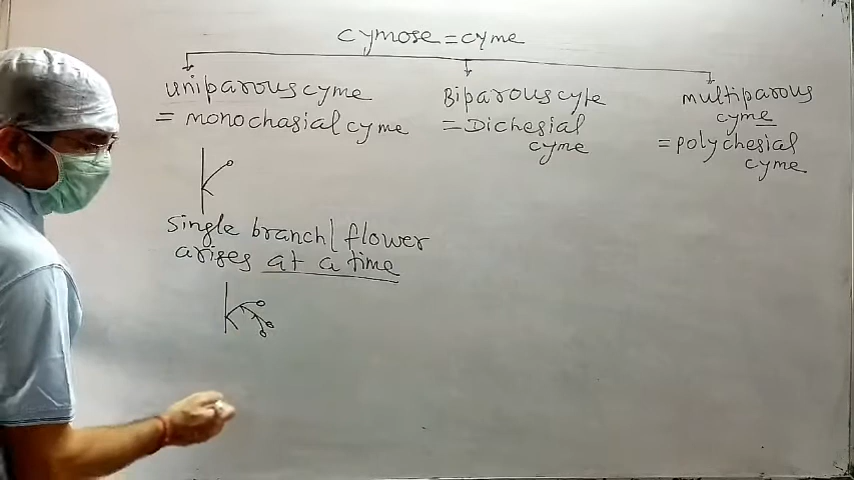 cymose = cyme
uniparous cyme
= monochasial cyme
Biparous cyte
= Dichesial
cyme
multiparous
cyme
= polychesial
cyme
single branch/ flower
arises at a time